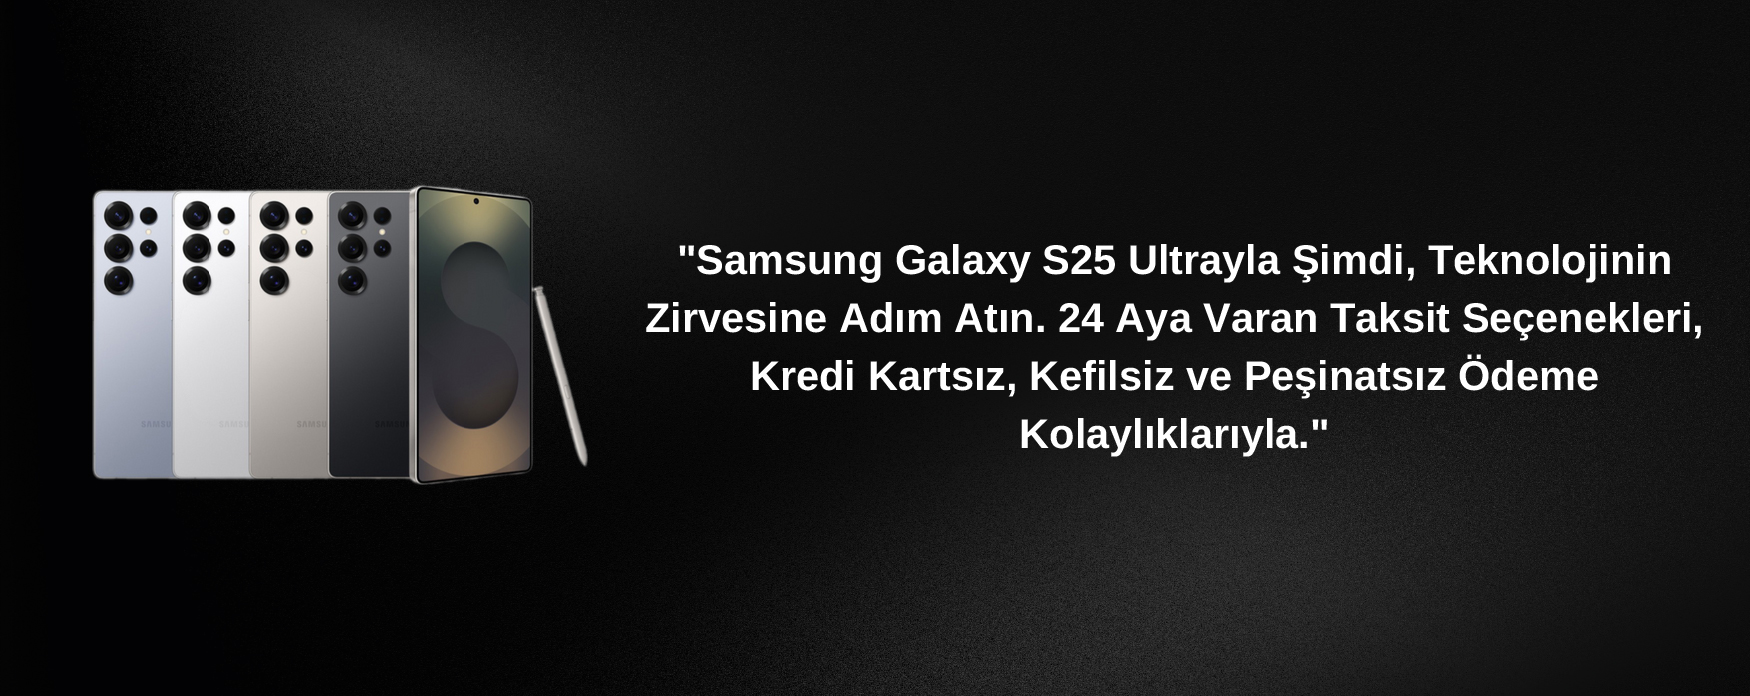 "Samsung Galaxy S25 Ultrayla Şimdi, Teknolojinin
Zirvesine Adım Atın. 24 Aya Varan Taksit Seçenekleri,
Kredi Kartsız, Kefilsiz ve Peşinatsız Ödeme
Kolaylıklarıyla."